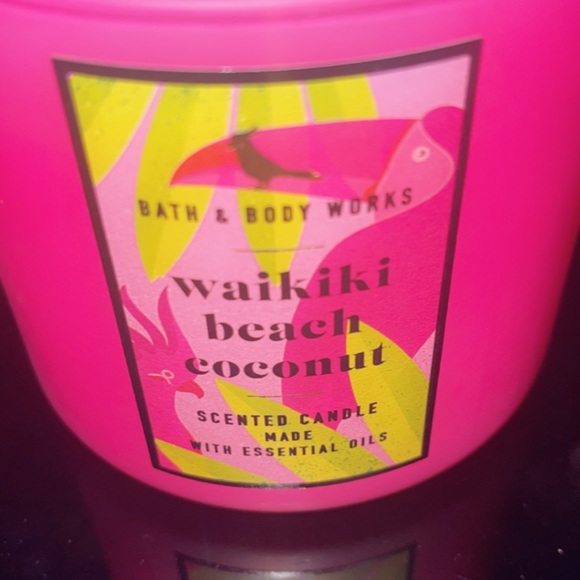 BATH & BODY WORKS
waikiki
beach
coconut
SCENTED CANDLE
MADE
WITH ESSENTIAL OILS